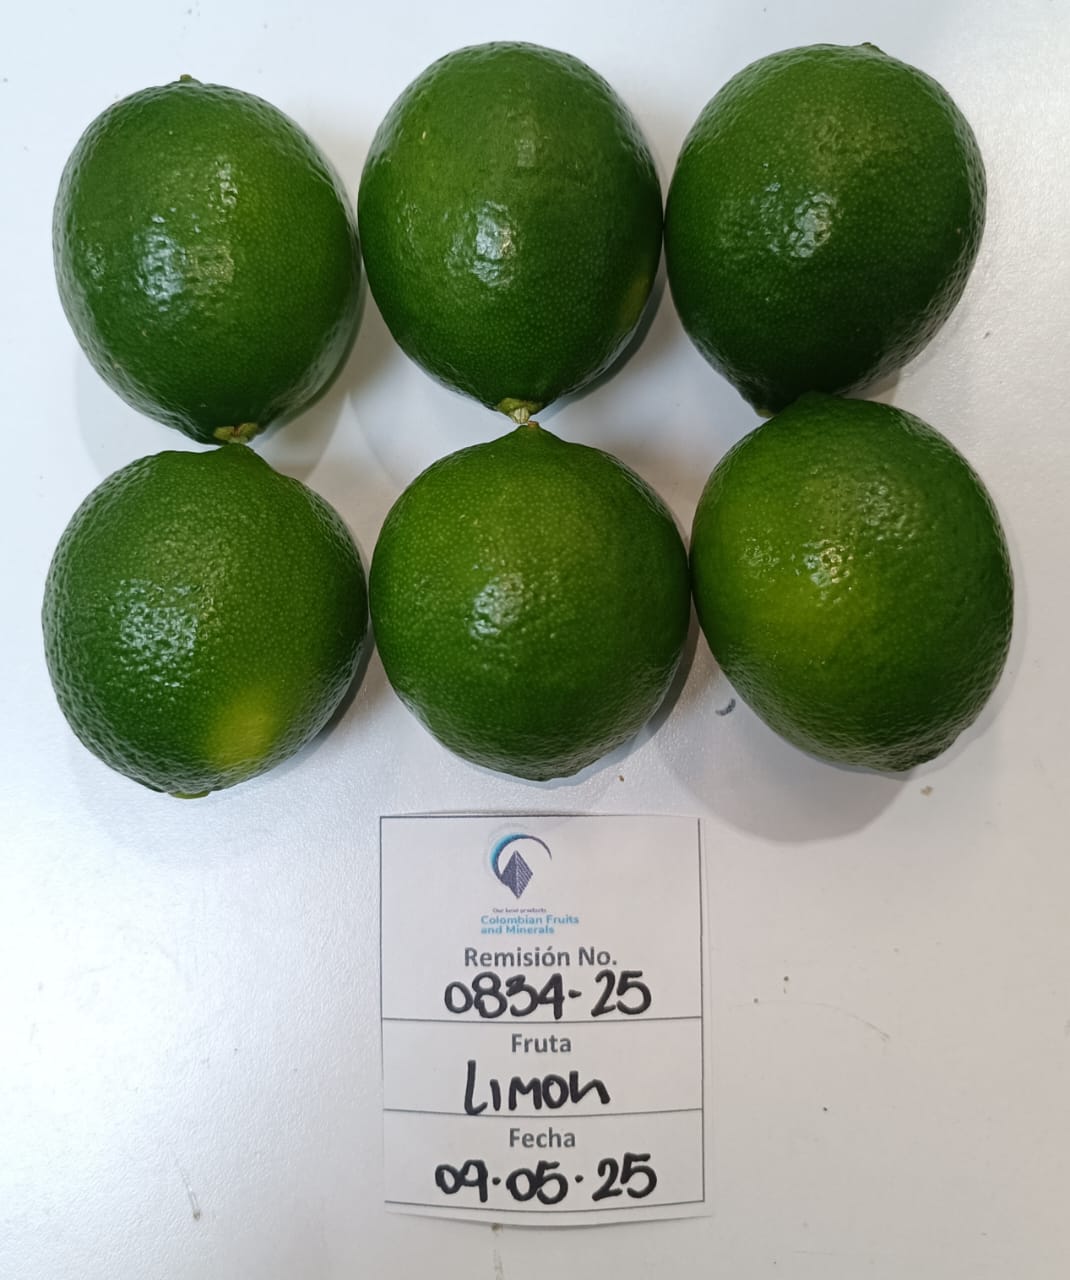 Our best products
Colombian Fruits
and Minerals
Remisión No.
0834-25
Fruta
LIMON
Fecha
09.05.25